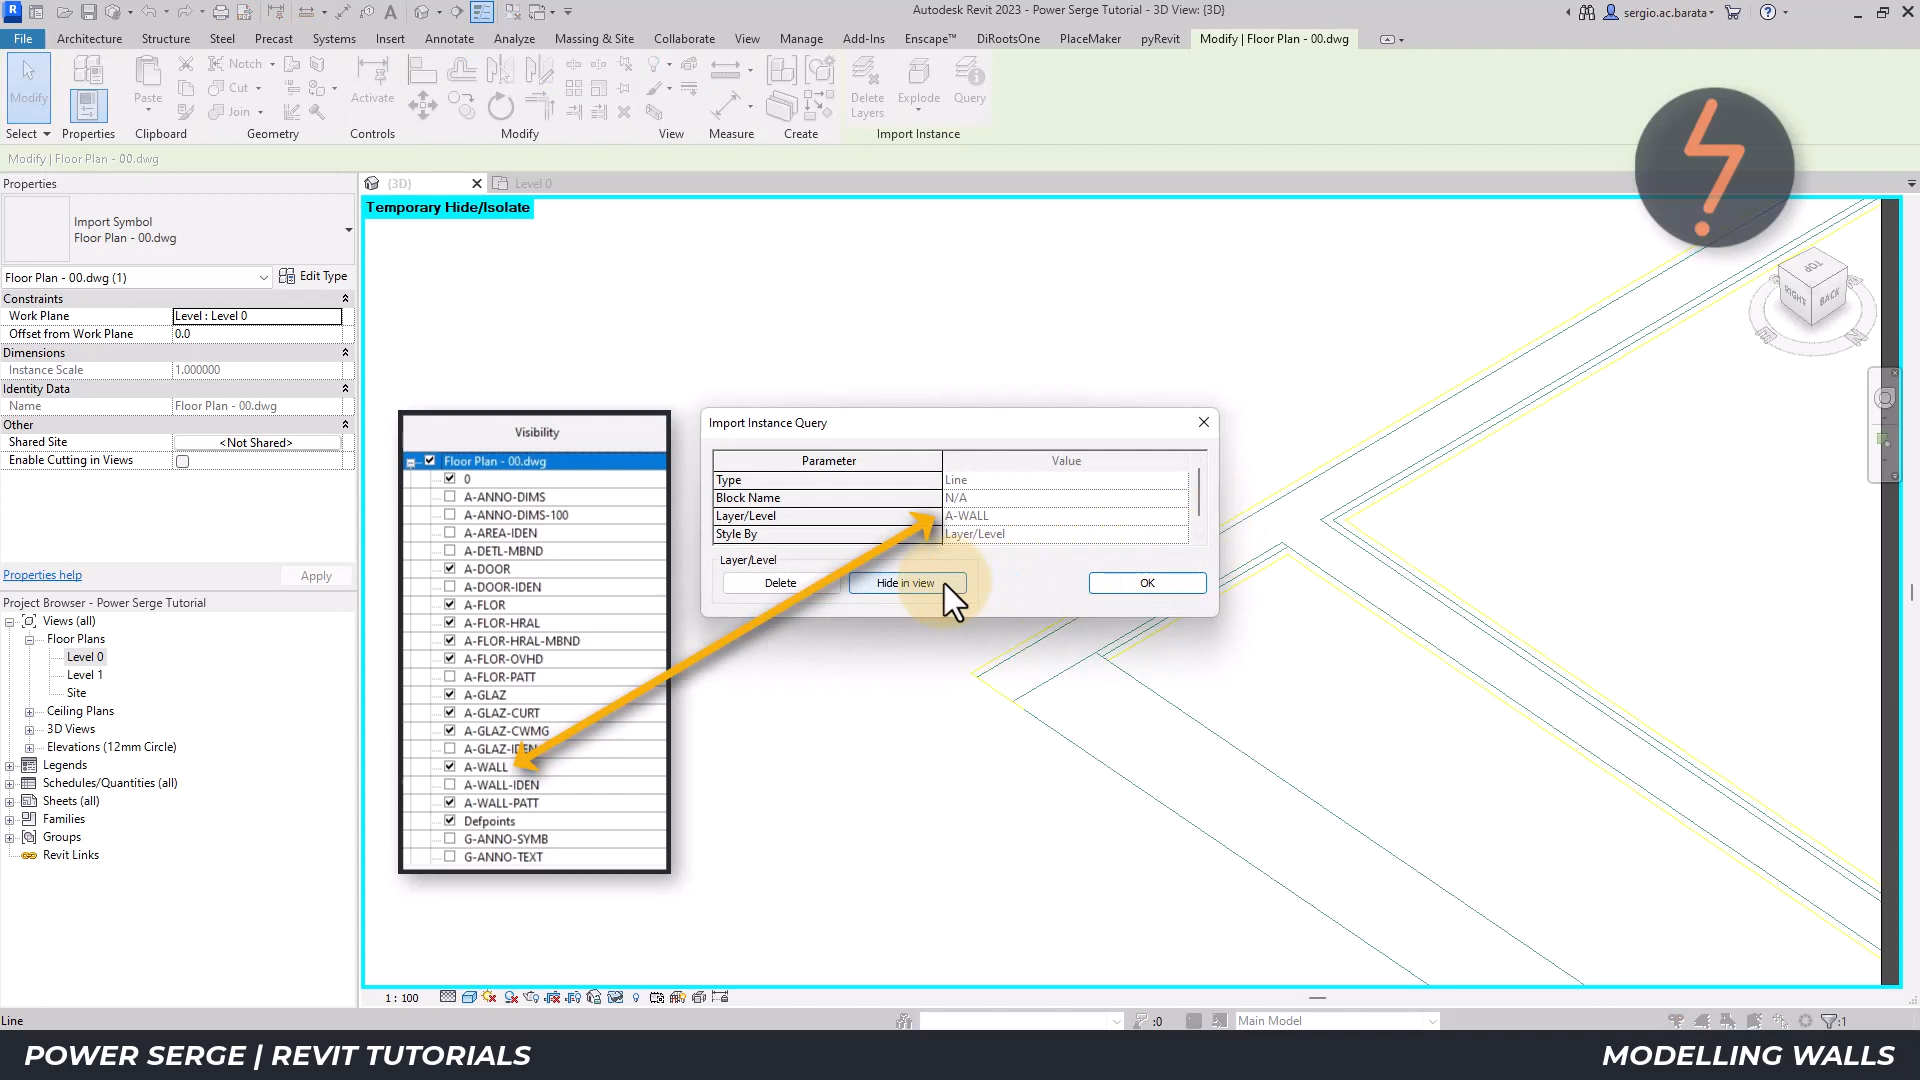 Autodesk Revit 2023 - Power Serge Tutorial - 3D View: {3D}
sergio.ac.barata
File
Architecture
Structure
Steel
Precast
Systems
Insert
Annotate
Analyze
Massing & Site
Collaborate
View
Manage
Add-Ins
Enscape™
DiRootsOne
PlaceMaker
pyRevit
Modify | Floor Plan - 00.dwg
Modify
Paste
Notch
Cut
Join
Activate
Delete
Layers
Explode
Query
Select
Properties
Clipboard
Geometry
Controls
Modify
View
Measure
Create
Import Instance
Modify | Floor Plan - 00.dwg
Properties
{3D}
Level 0
Temporary Hide/Isolate
Import Symbol
Floor Plan - 00.dwg
Floor Plan - 00.dwg (1)
Edit Type
Constraints
Work Plane
Level : Level 0
Offset from Work Plane
0.0
Dimensions
Instance Scale
1.000000
Identity Data
Name
Floor Plan - 00.dwg
Other
Shared Site
<Not Shared>
Enable Cutting in Views
Properties help
Apply
Project Browser - Power Serge Tutorial
Views (all)
Floor Plans
Level 0
Level 1
Site
Ceiling Plans
3D Views
Elevations (12mm Circle)
Legends
Schedules/Quantities (all)
Sheets (all)
Families
Groups
Revit Links
Visibility
Floor Plan - 00.dwg
0
A-ANNO-DIMS
A-ANNO-DIMS-100
A-AREA-IDEN
A-DETL-MBND
A-DOOR
A-DOOR-IDEN
A-FLOR
A-FLOR-HRAL
A-FLOR-HRAL-MBND
A-FLOR-OVHD
A-FLOR-PATT
A-GLAZ
A-GLAZ-CURT
A-GLAZ-CWMG
A-GLAZ-IDEN
A-WALL
A-WALL-IDEN
A-WALL-PATT
Defpoints
G-ANNO-SYMB
G-ANNO-TEXT
Import Instance Query
Parameter
Value
Type
Line
Block Name
N/A
Layer/Level
A-WALL
Style By
Layer/Level
Layer/Level
Delete
Hide in view
OK
TOP
RIGHT
BACK
E
N
1 : 100
Line
:0
Main Model
:1
POWER SERGE | REVIT TUTORIALS
MODELLING WALLS